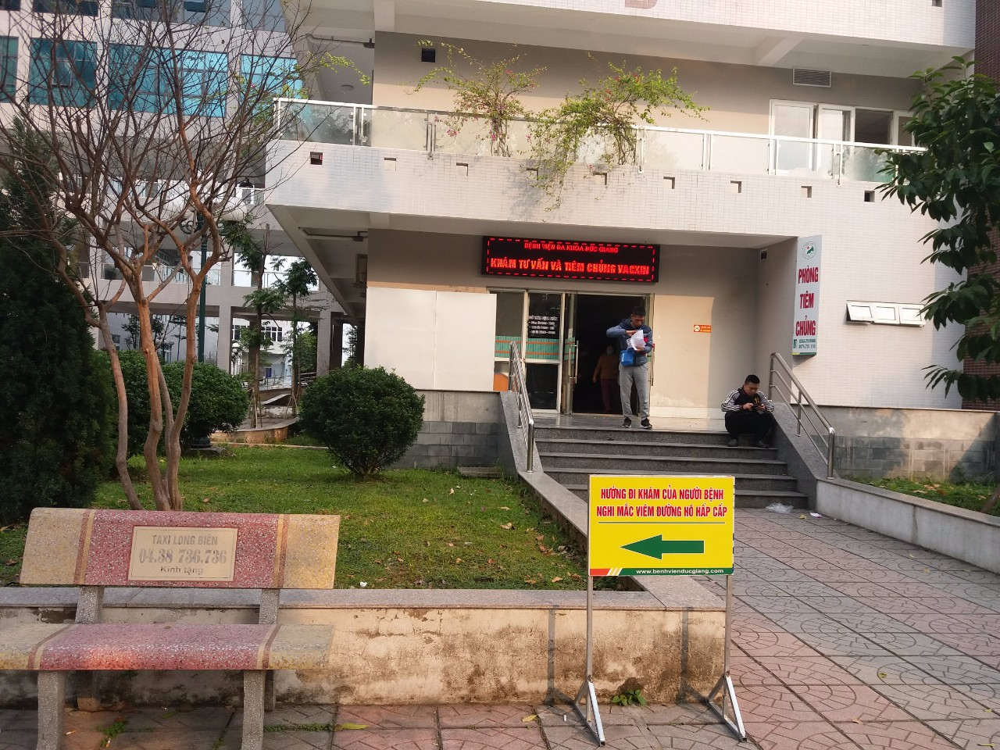 BỆNH VIỆN ĐA KHOA ĐỨC GIANG
KHÁM TƯ VẤN VÀ TIÊM CHỦNG VACXIN
PHÒNG
TIÊM
CHỦNG
HƯỚNG ĐI KHÁM CỦA NGƯỜI BỆNH
NGHI MẮC VIÊM ĐƯỜNG HÔ HẤP CẤP
www.benhvienducgiang.com
TAXI LONG BIÊN
04.38 736.736
Kính tặng